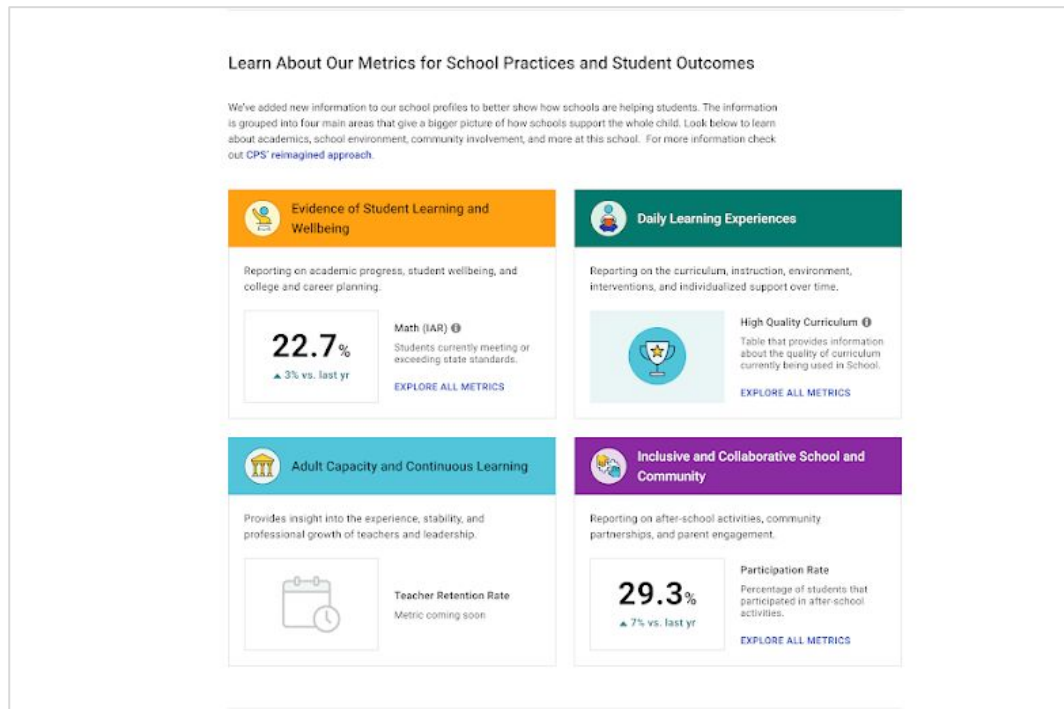 Learn About Our Metrics for School Practices and Student Outcomes
We've added new information to our school profiles to better show how schools are helping students. The information
is grouped into four main areas that give a bigger picture of how schools support the whole child. Look below to learn
about academics, school environment, community involvement, and more at this school. For more information check
out CPS' reimagined approach.
Evidence of Student Learning and
Wellbeing
Reporting on academic progress, student wellbeing, and
college and career planning.
22.7%
▲ 3% vs. last yr
Math (IAR)
Students currently meeting or
exceeding state standards.
EXPLORE ALL METRICS
Daily Learning Experiences
Reporting on the curriculum, instruction, environment,
interventions, and individualized support over time.
High Quality Curriculum
Table that provides information
about the quality of curriculum
currently being used in School.
EXPLORE ALL METRICS
Adult Capacity and Continuous Learning
Provides insight into the experience, stability, and
professional growth of teachers and leadership.
Teacher Retention Rate
Metric coming soon
Inclusive and Collaborative School and
Community
Reporting on after-school activities, community
partnerships, and parent engagement.
29.3%
▲ 7% vs. last yr
Participation Rate
Percentage of students that
participated in after-school
activities.
EXPLORE ALL METRICS